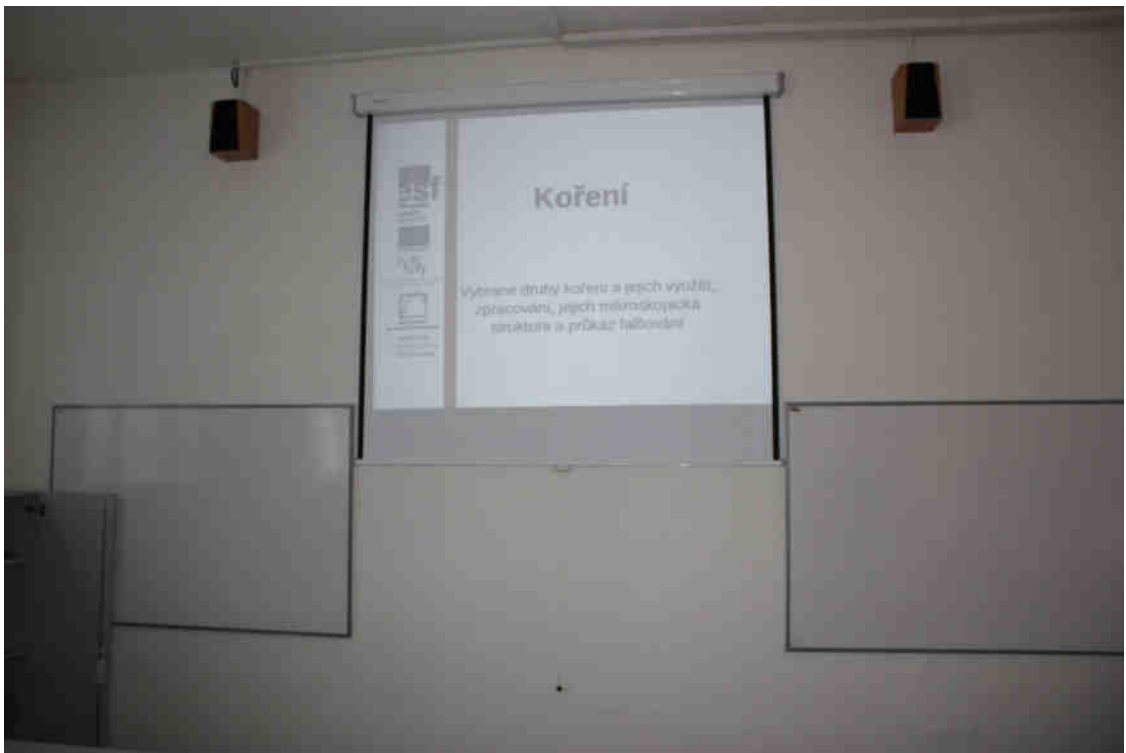 Koření
Vybrané druhy koření a jejich využití,
zpracování, jejich mikroskopická
struktura a průkaz falšování